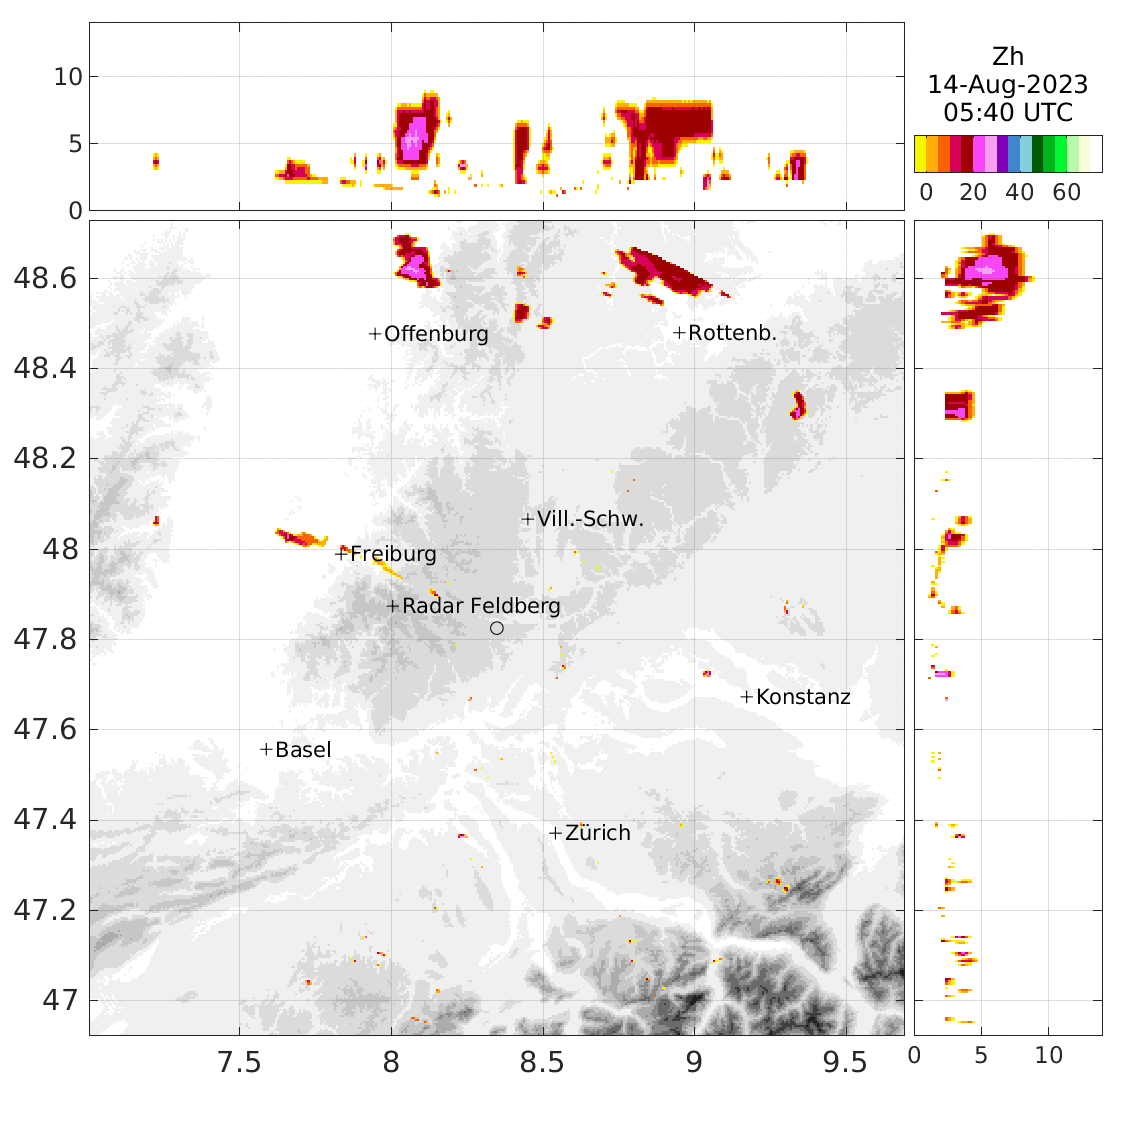 10
5
0
Zh
14-Aug-2023
05:40 UTC
0 20 40 60
48.6
48.4
48.2
48
47.8
47.6
47.4
47.2
47
Offenburg
Rottenb.
Vill.-Schw.
Freiburg
Radar Feldberg
Konstanz
Basel
Zürich
7.5 8 8.5 9 9.5
0 5 10